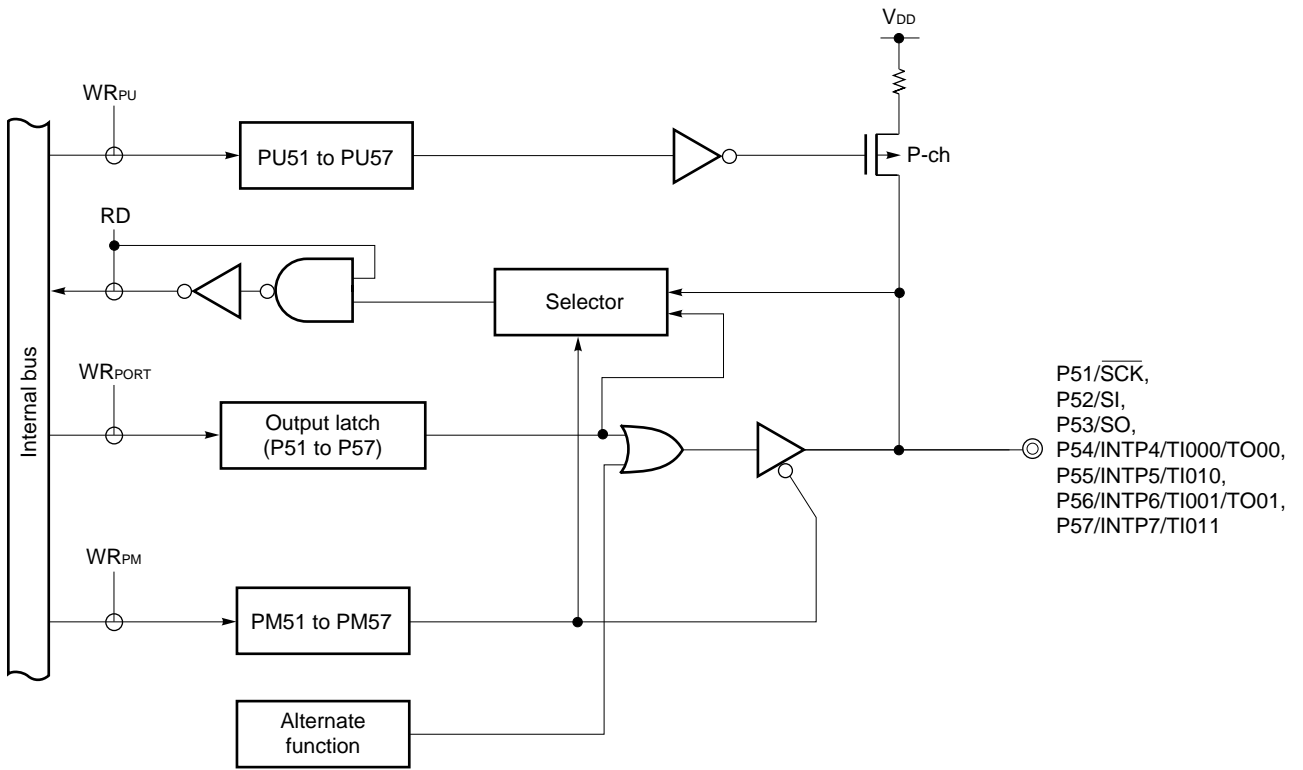 VDD
WRPU
PU51 to PU57
P-ch
RD
Selector
Internal bus
WRPORT
Output latch
(P51 to P57)
P51/SCK,
P52/SI,
P53/SO,
P54/INTP4/TI000/TO00,
P55/INTP5/TI010,
P56/INTP6/TI001/TO01,
P57/INTP7/TI011
WRPM
PM51 to PM57
Alternate
function